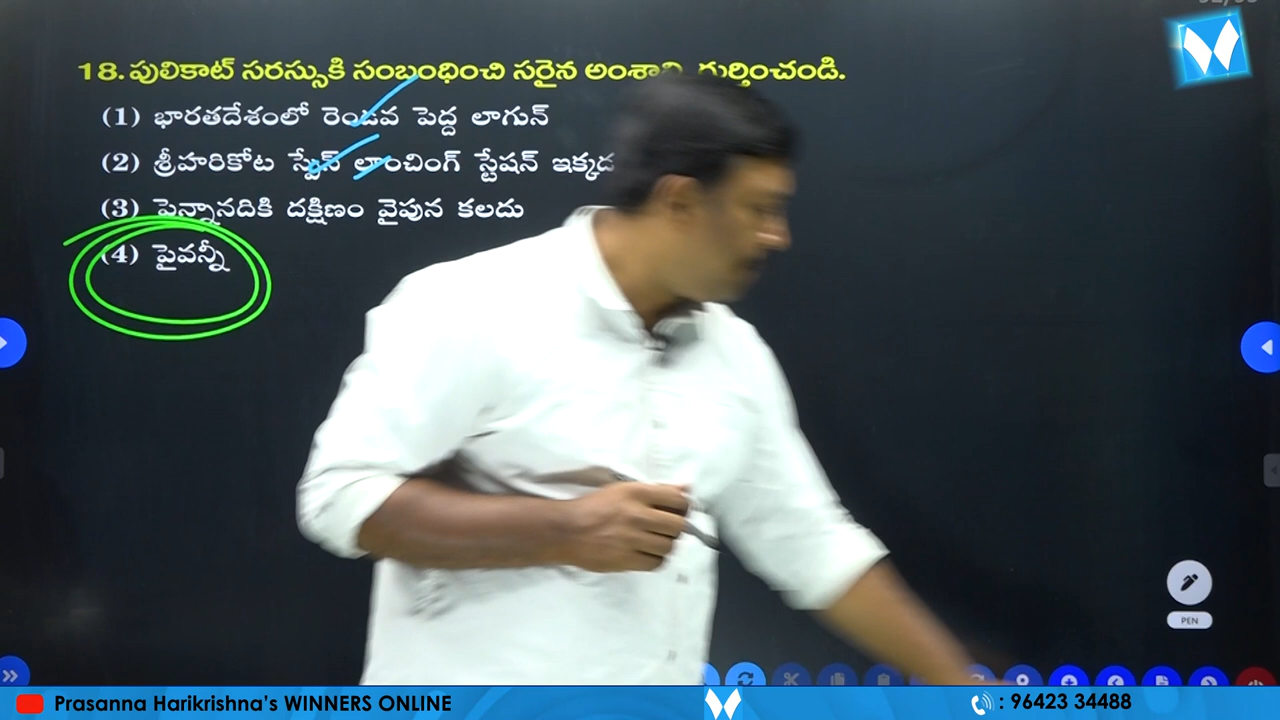 18. పులికాట్ సరస్సుకి సంబంధించి సరైన అంశాన్ని గుర్తించండి.
(1) భారతదేశంలో రెండవ పెద్ద లాగున్
(2) శ్రీహరికోట స్పేస్ లాంచింగ్ స్టేషన్ ఇక్కడ
(3) పెన్నానదికి దక్షిణం వైపున కలదు
(4) పైవన్నీ
PEN
Prasanna Harikrishna's WINNERS ONLINE
: 96423 34488